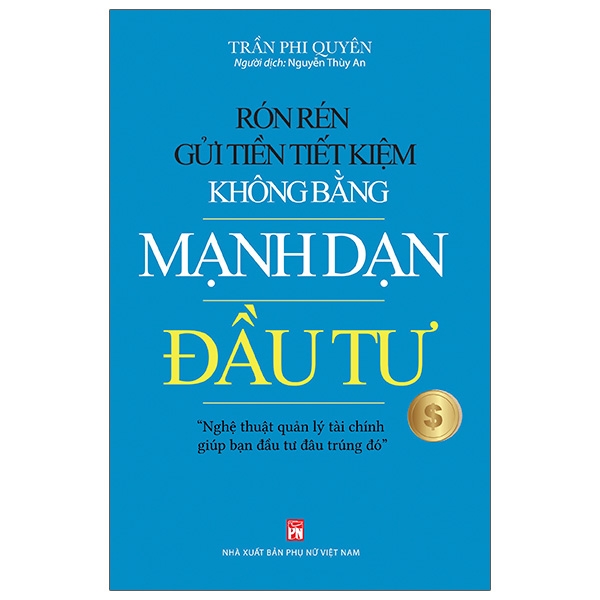 TRẦN PHI QUYÊN
Người dịch: Nguyễn Thùy An
RÓN RÉN
GỬI TIỀN TIẾT KIỆM
KHÔNG BẰNG
MẠNH DẠN
ĐẦU TƯ
$
“Nghệ thuật quản lý tài chính
giúp bạn đầu tư đâu trúng đó”
PN
NHÀ XUẤT BẢN PHỤ NỮ VIỆT NAM